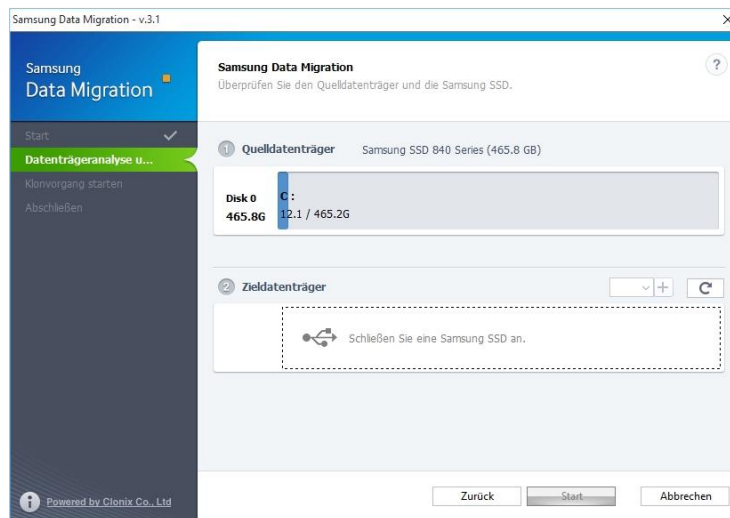 Samsung Data Migration - v.3.1
Samsung
Data Migration
Start
Datenträgeranalyse u...
Klonvorgang starten
Abschließen
Powered by Clonix Co., Ltd
Samsung Data Migration
Überprüfen Sie den Quelldatenträger und die Samsung SSD.
?
1 Quelldatenträger Samsung SSD 840 Series (465.8 GB)
Disk 0
465.8G
C :
12.1 / 465.2G
2 Zieldatenträger
Schließen Sie eine Samsung SSD an.
Zurück Start Abbrechen